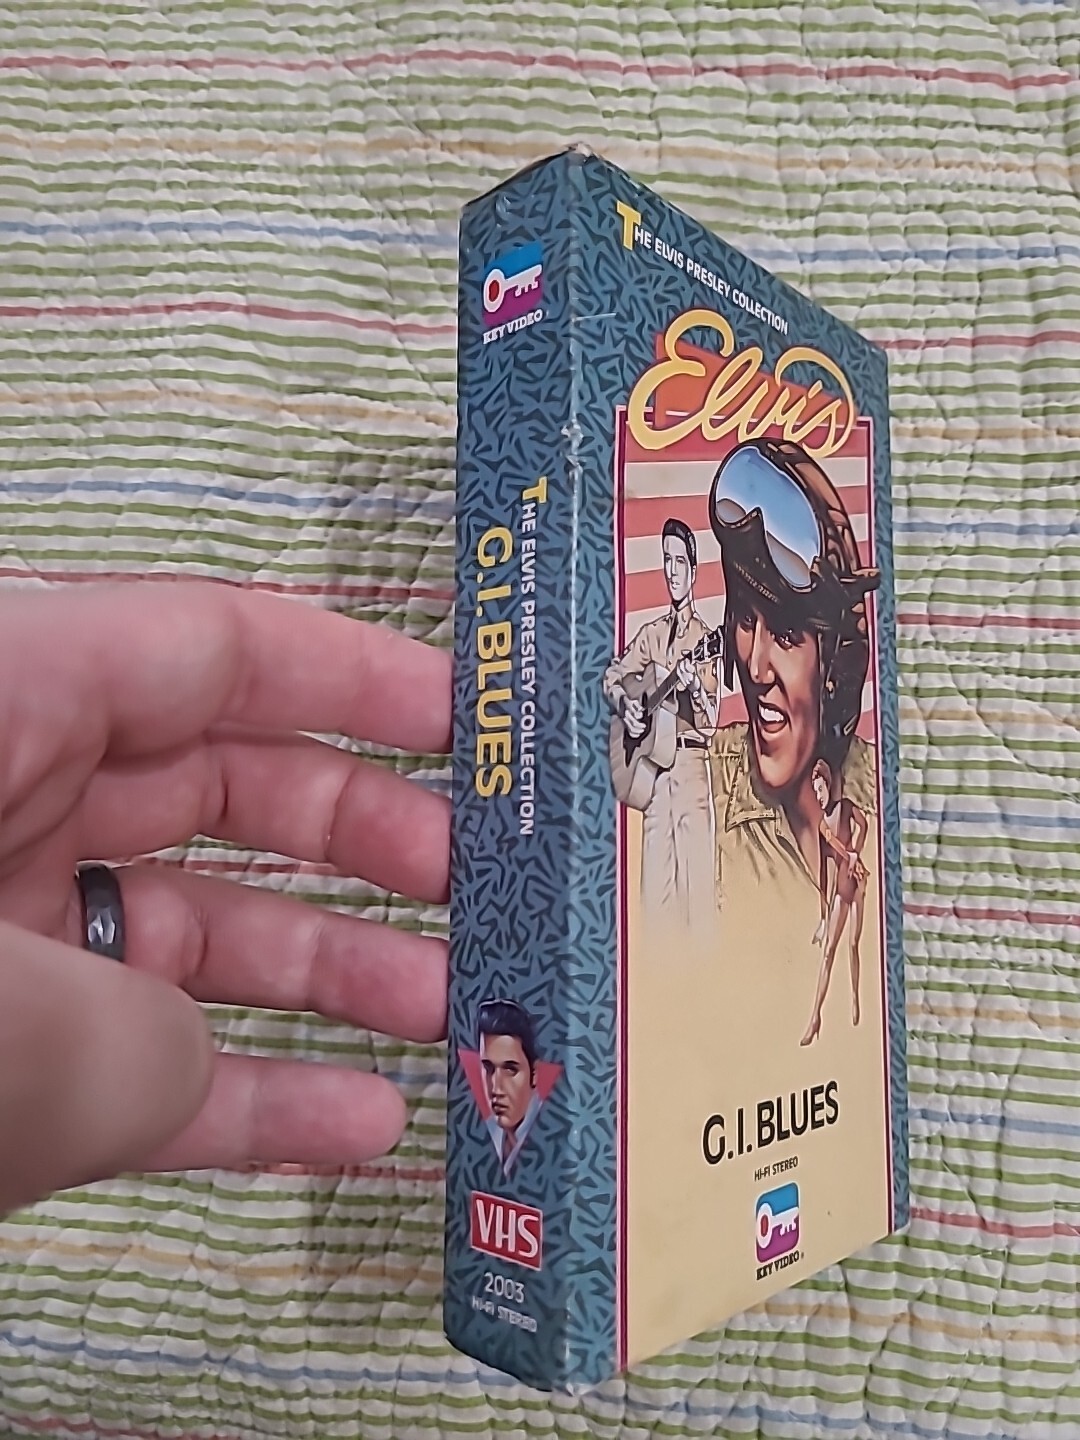 KEY VIDEO
THE ELVIS PRESLEY COLLECTION
G.I. BLUES
VHS
2003
HI-FI STEREO
THE ELVIS PRESLEY COLLECTION
Elvis
G.I. BLUES
HI-FI STEREO
KEY VIDEO®